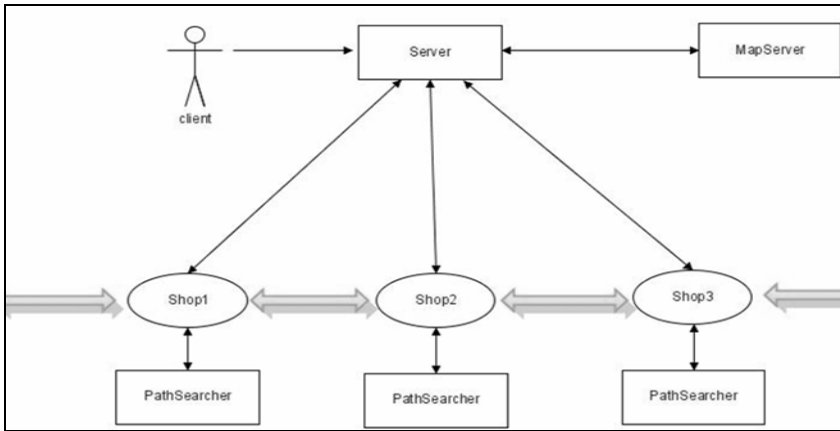 Server
MapServer
client
Shop1
Shop2
Shop3
PathSearcher
PathSearcher
PathSearcher